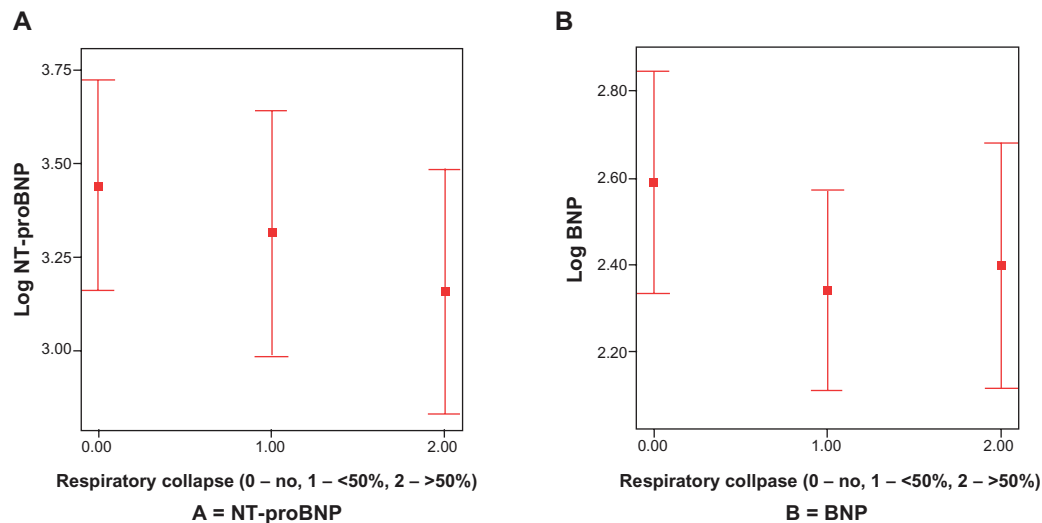 A
B
3.75
3.50
3.25
3.00
Log NT-proBNP
0.00
1.00
2.00
Respiratory collapse (0 – no, 1 – <50%, 2 – >50%)
A = NT-proBNP
2.80
2.60
2.40
2.20
Log BNP
0.00
1.00
2.00
Respiratory collpase (0 – no, 1 – <50%, 2 – >50%)
B = BNP